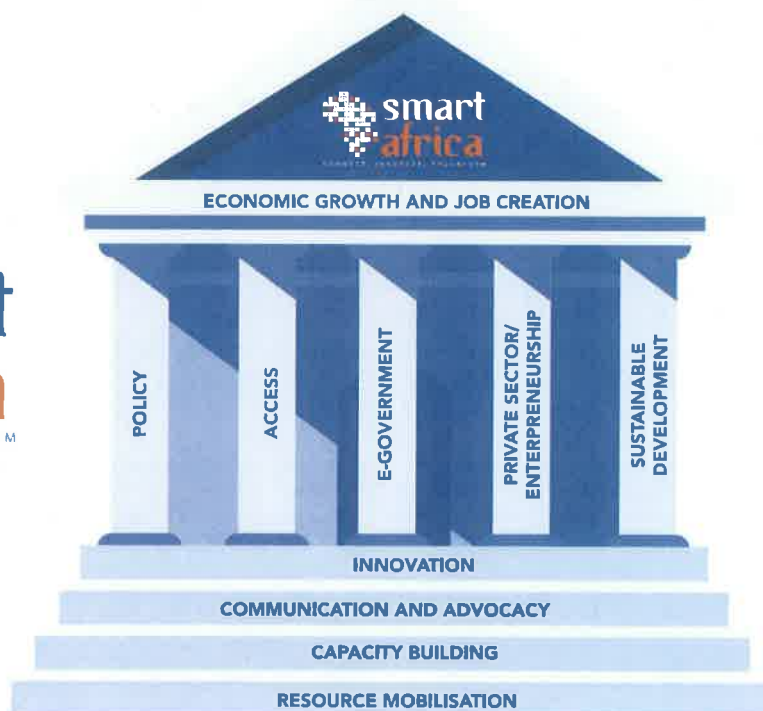 smart
africa
ECONOMIC GROWTH AND JOB CREATION
POLICY
ACCESS
E-GOVERNMENT
PRIVATE SECTOR/
ENTERPRENEURSHIP
SUSTAINABLE
DEVELOPMENT
INNOVATION
COMMUNICATION AND ADVOCACY
CAPACITY BUILDING
RESOURCE MOBILISATION